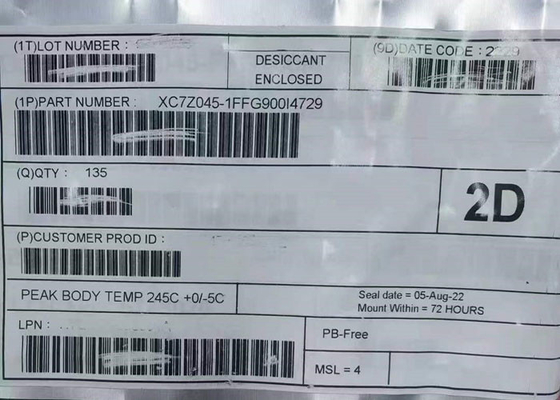 (1T)LOT NUMBER :
DESICCANT
ENCLOSED
(9D)DATE CODE :
(1P)PART NUMBER : XC7Z045-1FFG900I4729
(Q)QTY : 135
2D
(P)CUSTOMER PROD ID :
PEAK BODY TEMP 245C +0/-5C
Seal date = 05-Aug-22
Mount Within = 72 HOURS
LPN :
PB-Free
MSL = 4